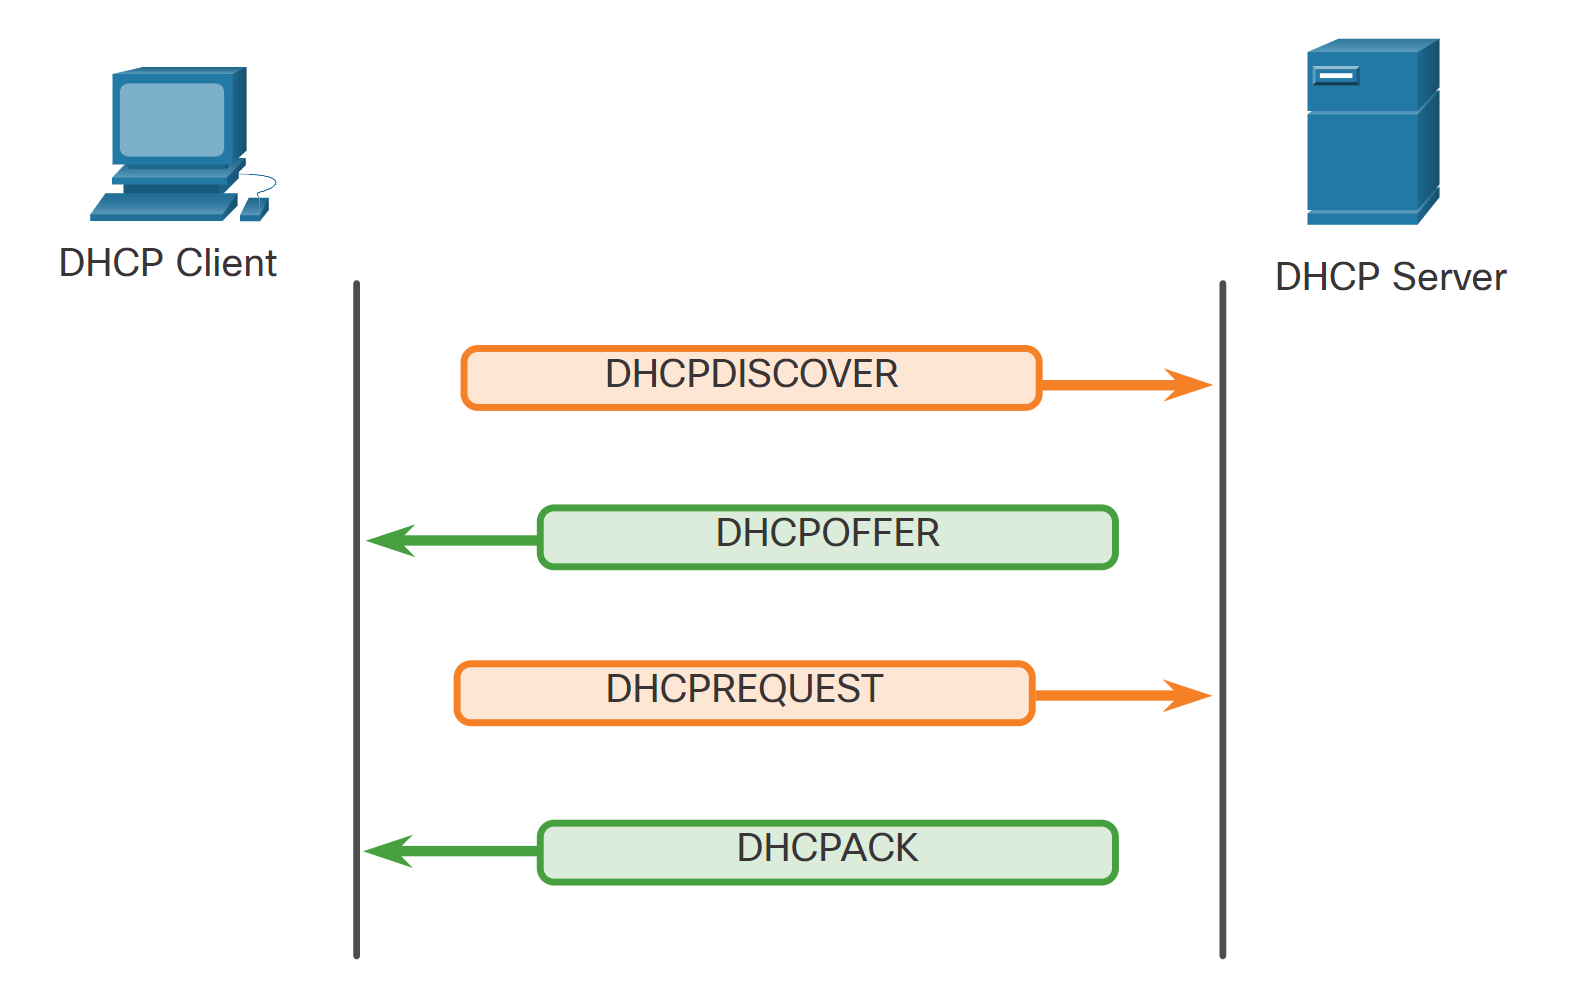 DHCP Client
DHCP Server
DHCPDISCOVER
DHCPOFFER
DHCPREQUEST
DHCPACK